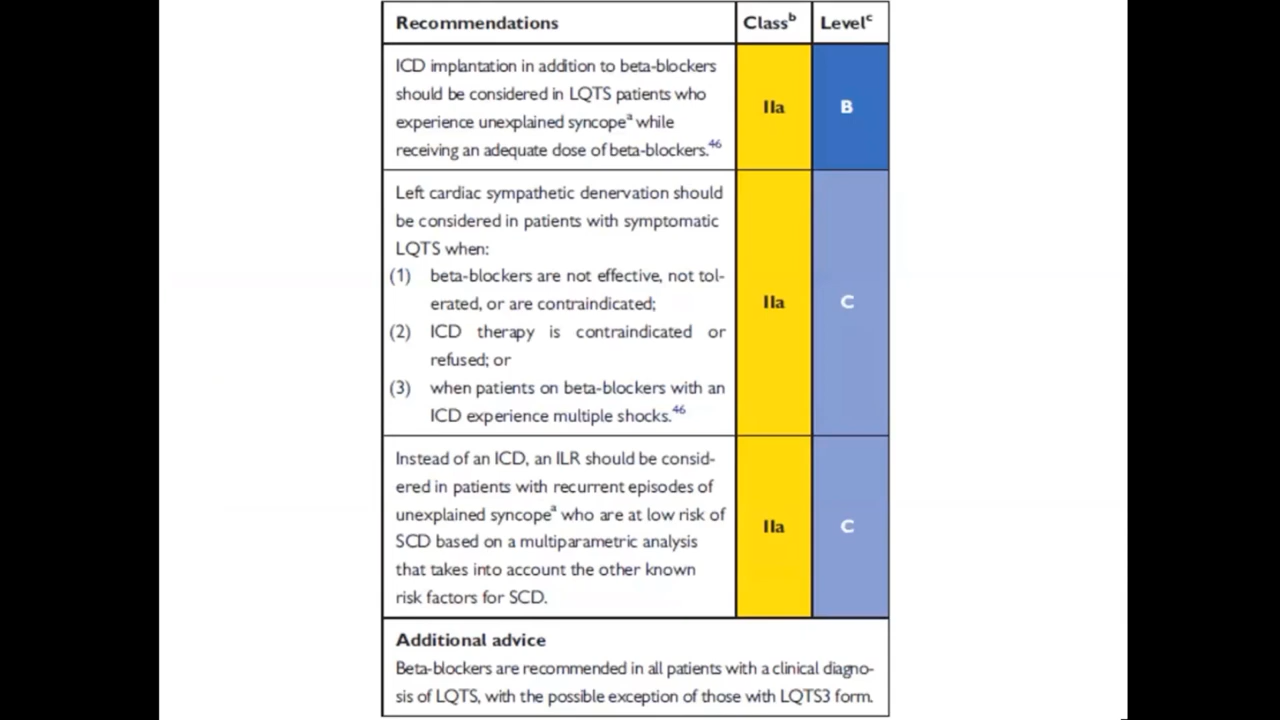 Recommendations Classᵇ Levelᶜ
ICD implantation in addition to beta-blockers
should be considered in LQTS patients who
experience unexplained syncopeᵃ while
receiving an adequate dose of beta-blockers.⁴⁶
IIa B
Left cardiac sympathetic denervation should
be considered in patients with symptomatic
LQTS when:
(1) beta-blockers are not effective, not tol-
erated, or are contraindicated;
(2) ICD therapy is contraindicated or
refused; or
(3) when patients on beta-blockers with an
ICD experience multiple shocks.⁴⁶
IIa C
Instead of an ICD, an ILR should be consid-
ered in patients with recurrent episodes of
unexplained syncopeᵃ who are at low risk of
SCD based on a multiparametric analysis
that takes into account the other known
risk factors for SCD.
IIa C
Additional advice
Beta-blockers are recommended in all patients with a clinical diagno-
sis of LQTS, with the possible exception of those with LQTS3 form.